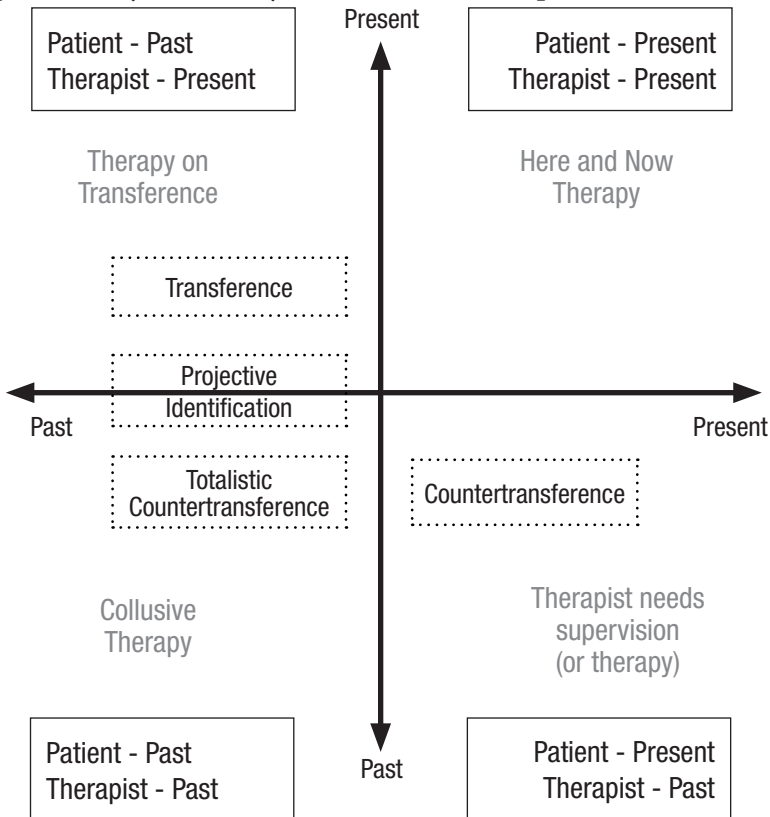 Present
Patient - Past
Therapist - Present
Patient - Present
Therapist - Present
Therapy on
Transference
Here and Now
Therapy
Transference
Projective
Identification
Past
Present
Totalistic
Countertransference
Countertransference
Collusive
Therapy
Therapist needs
supervision
(or therapy)
Patient - Past
Therapist - Past
Past
Patient - Present
Therapist - Past